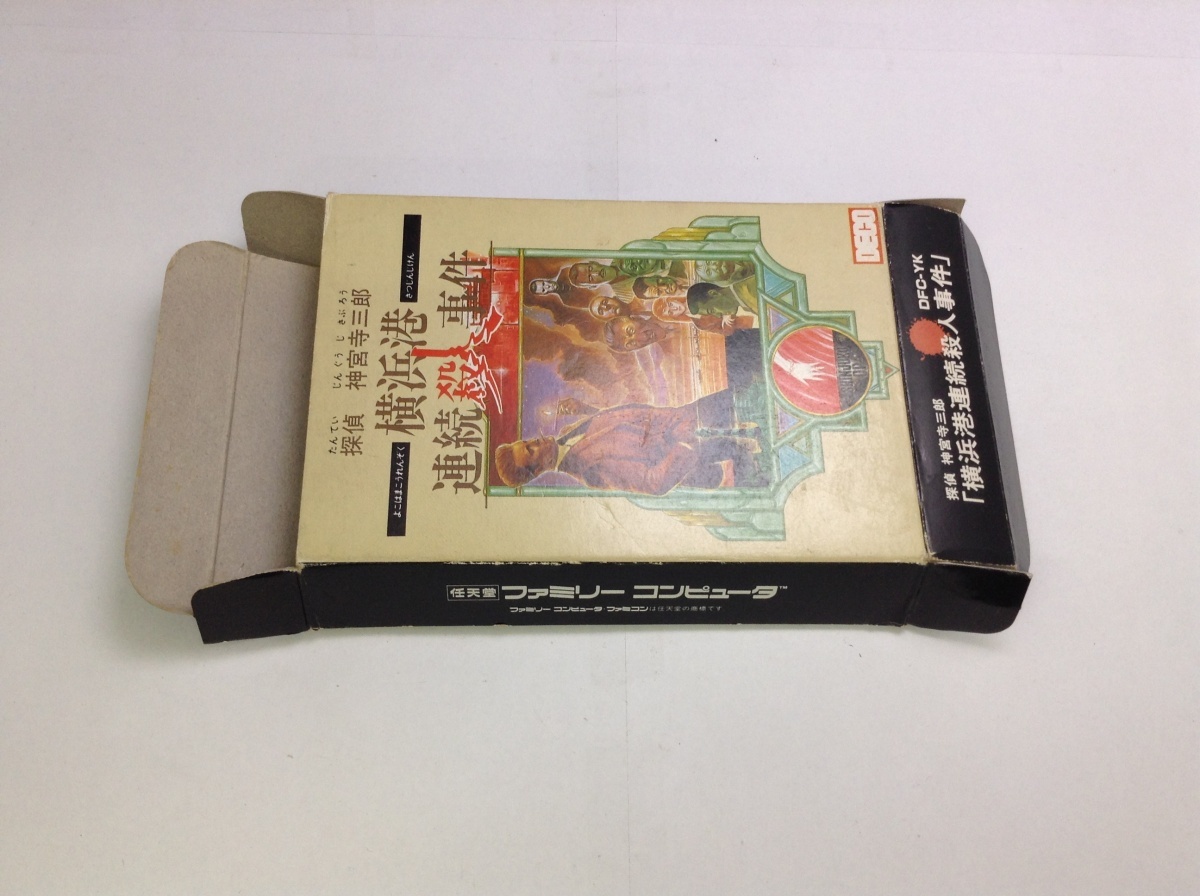 たんてい じんぐうじ さぶろう
探偵 神宮寺三郎
横浜港
よこはまこうれんぞく
連続殺人事件
さつじんじけん
DECO
DFC-YK
探偵 神宮寺三郎
「横浜港連続殺人事件」
任天堂 ファミリー コンピュータ™
ファミリー コンピュータ・ファミコンは任天堂の商標です